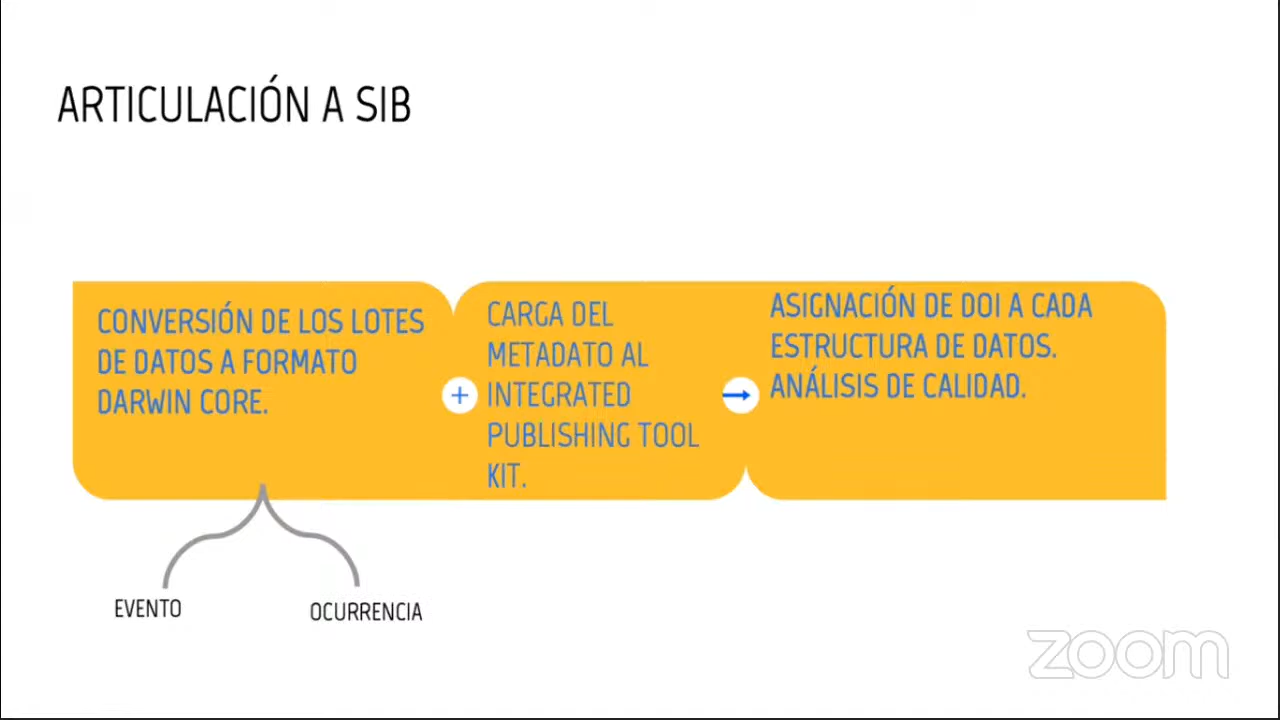 ARTICULACIÓN A SIB
CONVERSIÓN DE LOS LOTES
DE DATOS A FORMATO
DARWIN CORE.
+
CARGA DEL
METADATO AL
INTEGRATED
PUBLISHING TOOL
KIT.
ASIGNACIÓN DE DOI A CADA
ESTRUCTURA DE DATOS.
ANÁLISIS DE CALIDAD.
EVENTO
OCURRENCIA
zoom